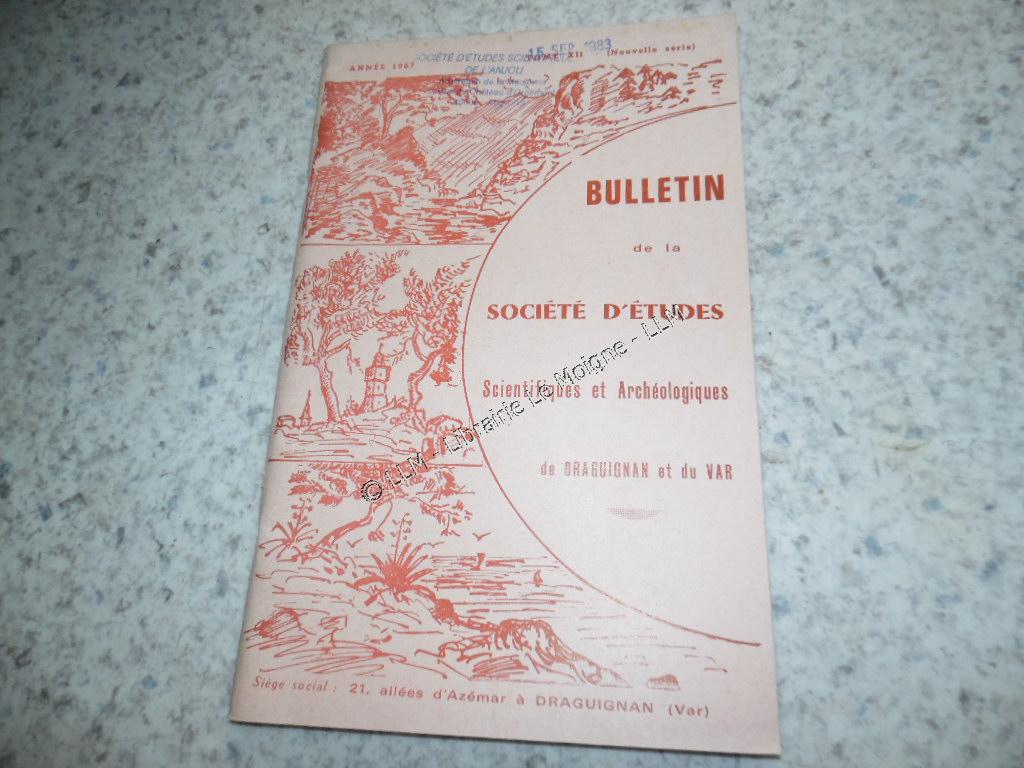 ANNÉE 1967
XII (Nouvelle série)
15 SEP. 1983
SOCIÉTÉ D'ÉTUDES SCIENTIFIQUES
DE L'ANJOU
BULLETIN
de la
SOCIÉTÉ D'ÉTUDES
Scientifiques et Archéologiques
de DRAGUIGNAN et du VAR
© LLM - Librairie Le Moigne - LLM
Siège social : 21, allées d'Azémar à DRAGUIGNAN (Var)